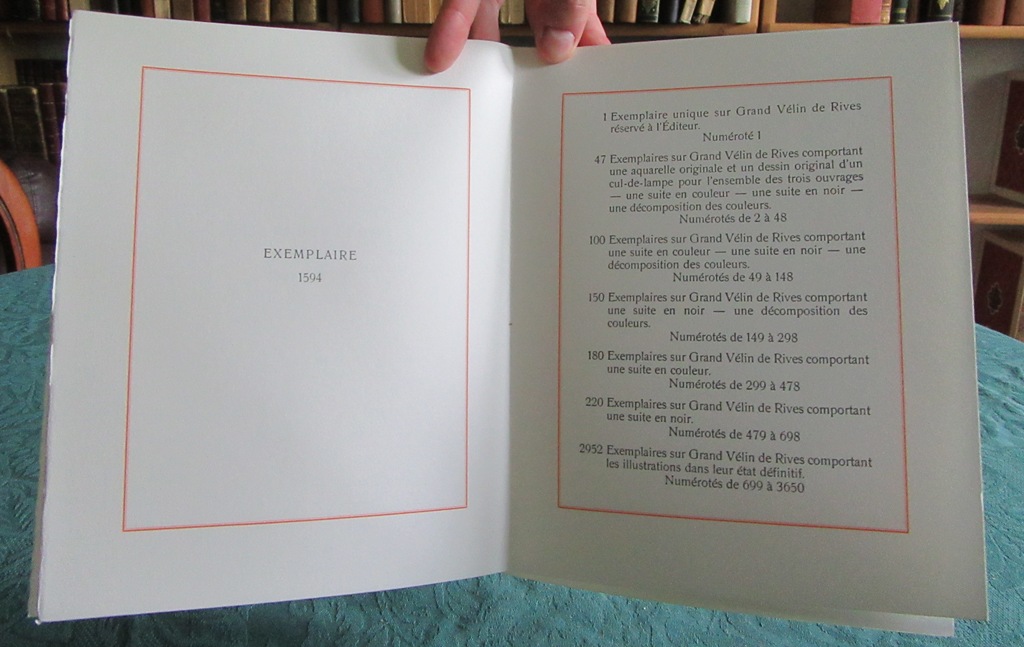 EXEMPLAIRE
1594
1 Exemplaire unique sur Grand Vélin de Rives
réservé à l'Éditeur.
Numéroté 1
47 Exemplaires sur Grand Vélin de Rives comportant
une aquarelle originale et un dessin original d'un
cul-de-lampe pour l'ensemble des trois ouvrages
— une suite en couleur — une suite en noir —
une décomposition des couleurs.
Numérotés de 2 à 48
100 Exemplaires sur Grand Vélin de Rives comportant
une suite en couleur — une suite en noir — une
décomposition des couleurs.
Numérotés de 49 à 148
150 Exemplaires sur Grand Vélin de Rives comportant
une suite en noir — une décomposition des
couleurs.
Numérotés de 149 à 298
180 Exemplaires sur Grand Vélin de Rives comportant
une suite en couleur.
Numérotés de 299 à 478
220 Exemplaires sur Grand Vélin de Rives comportant
une suite en noir.
Numérotés de 479 à 698
2952 Exemplaires sur Grand Vélin de Rives comportant
les illustrations dans leur état définitif.
Numérotés de 699 à 3650